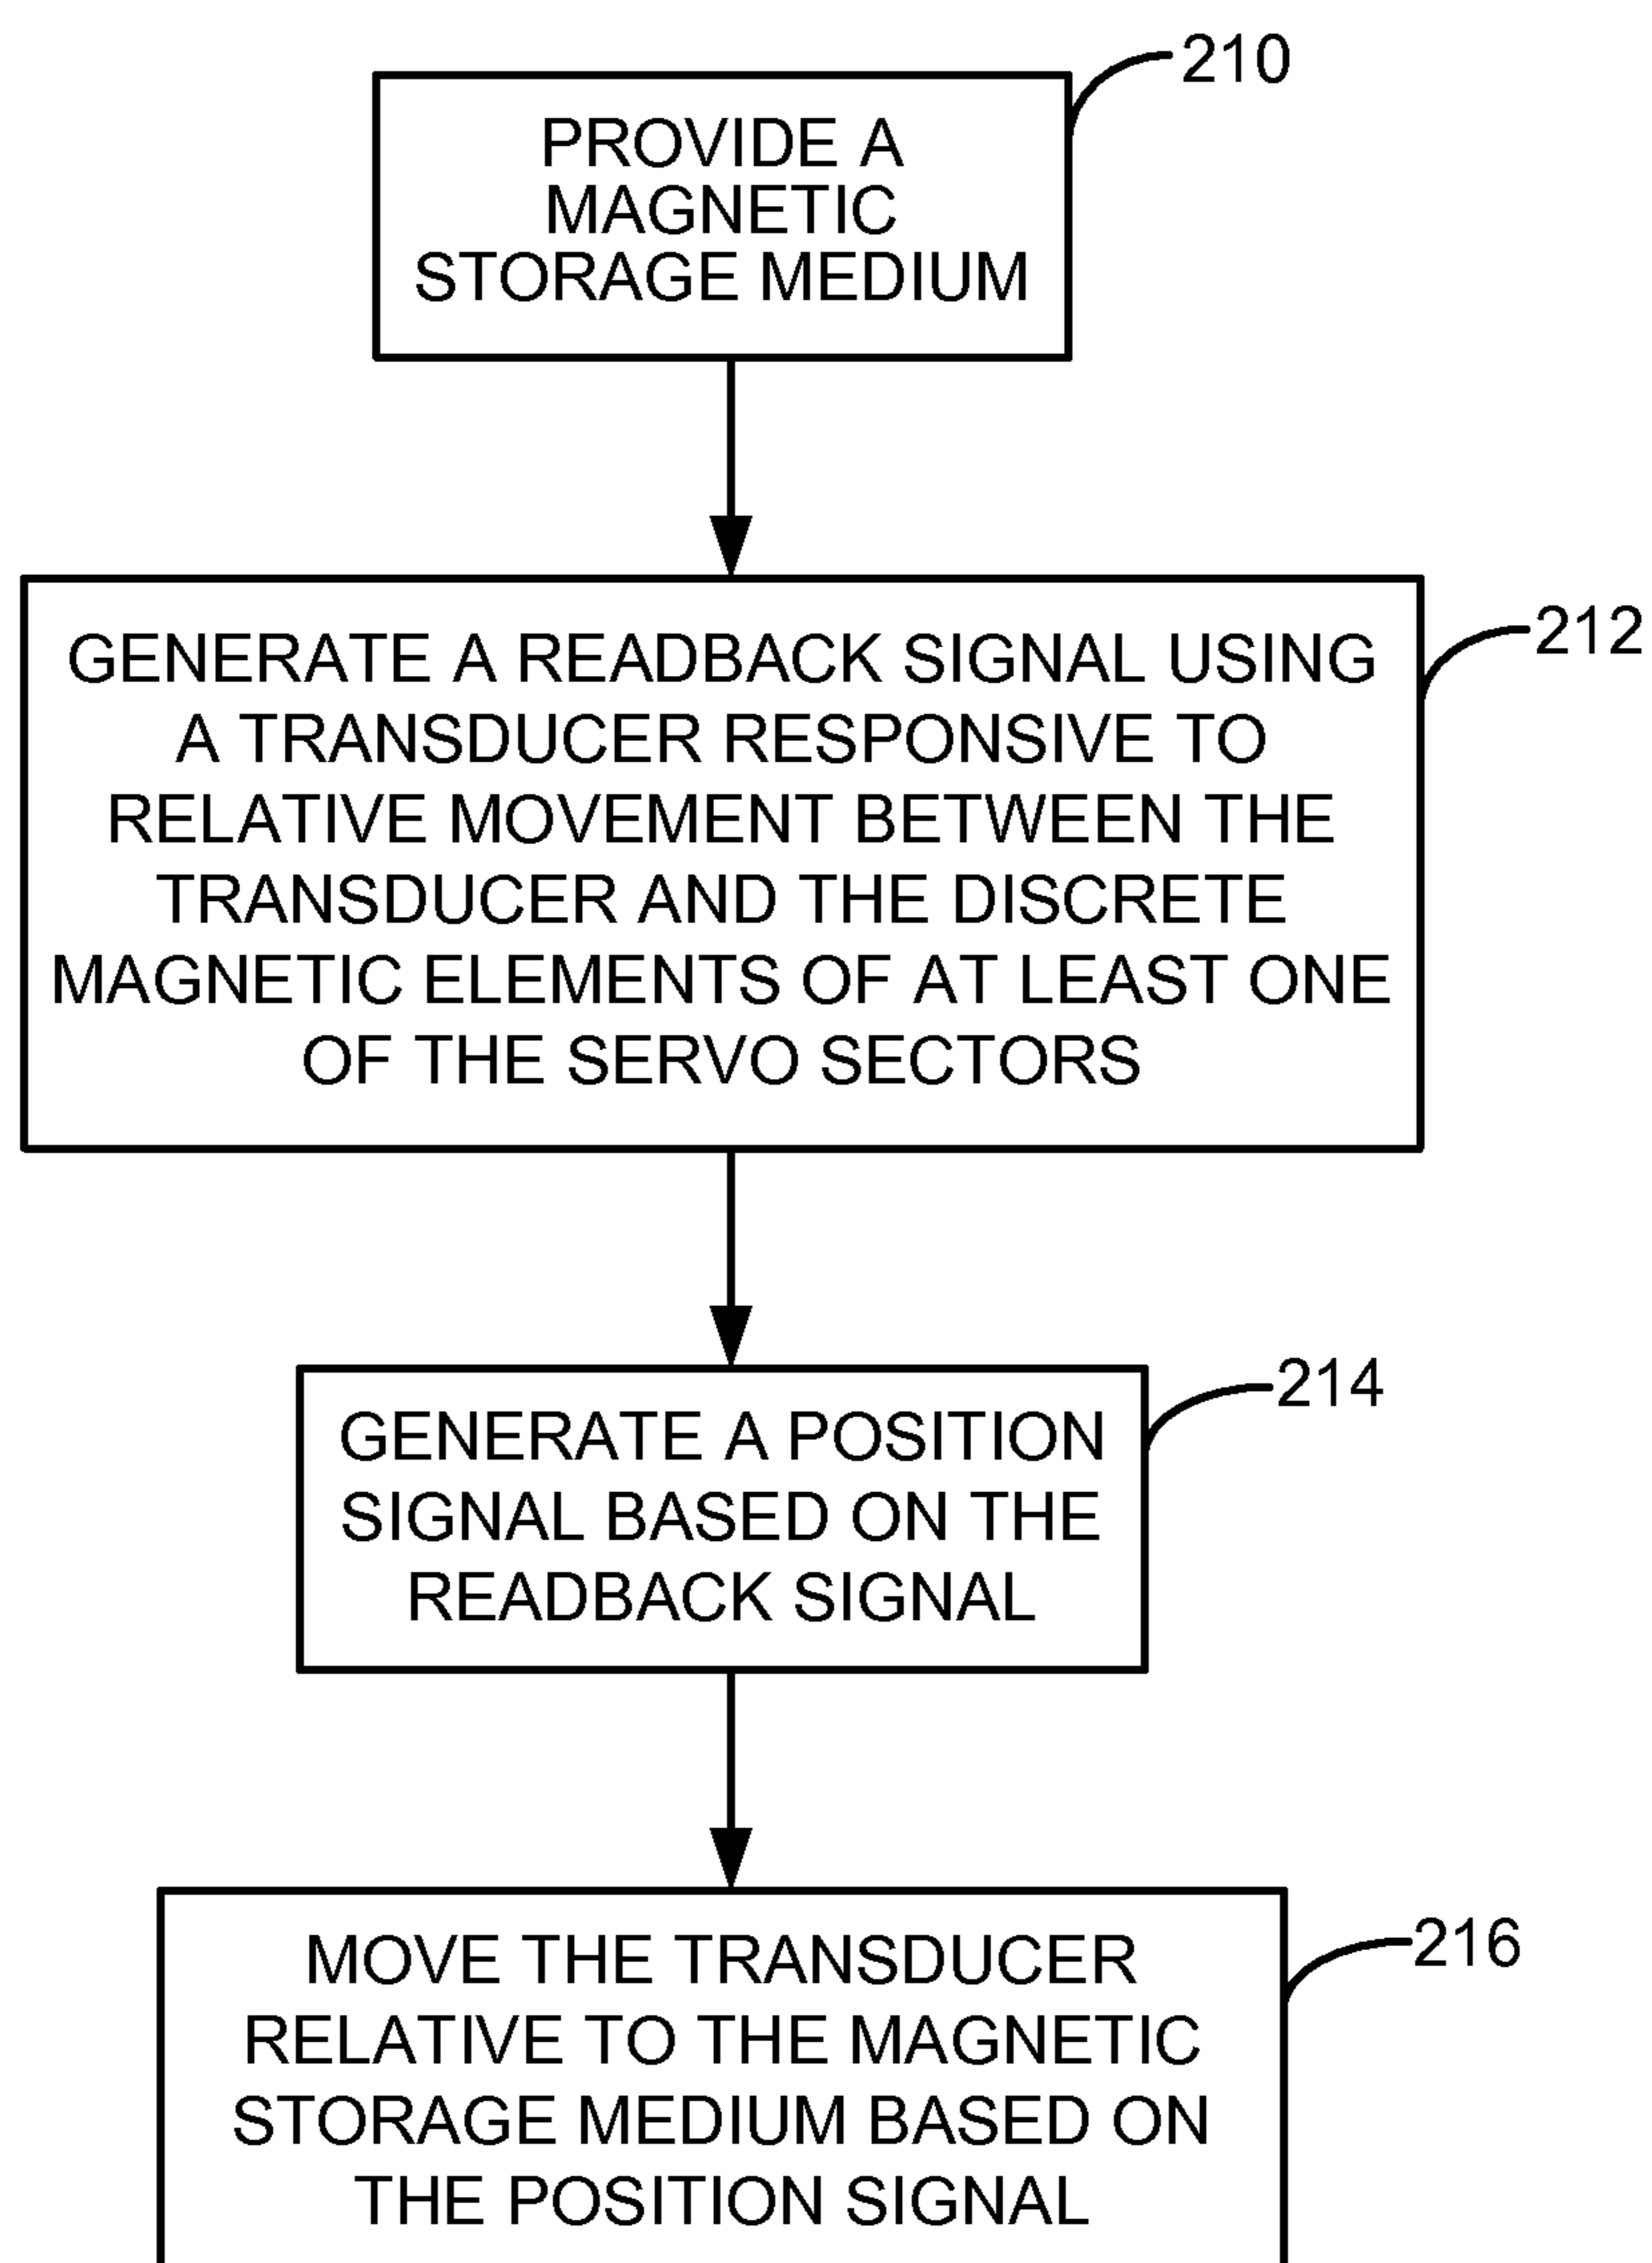 210
PROVIDE A
MAGNETIC
STORAGE MEDIUM
212
GENERATE A READBACK SIGNAL USING
A TRANSDUCER RESPONSIVE TO
RELATIVE MOVEMENT BETWEEN THE
TRANSDUCER AND THE DISCRETE
MAGNETIC ELEMENTS OF AT LEAST ONE
OF THE SERVO SECTORS
214
GENERATE A POSITION
SIGNAL BASED ON THE
READBACK SIGNAL
216
MOVE THE TRANSDUCER
RELATIVE TO THE MAGNETIC
STORAGE MEDIUM BASED ON
THE POSITION SIGNAL